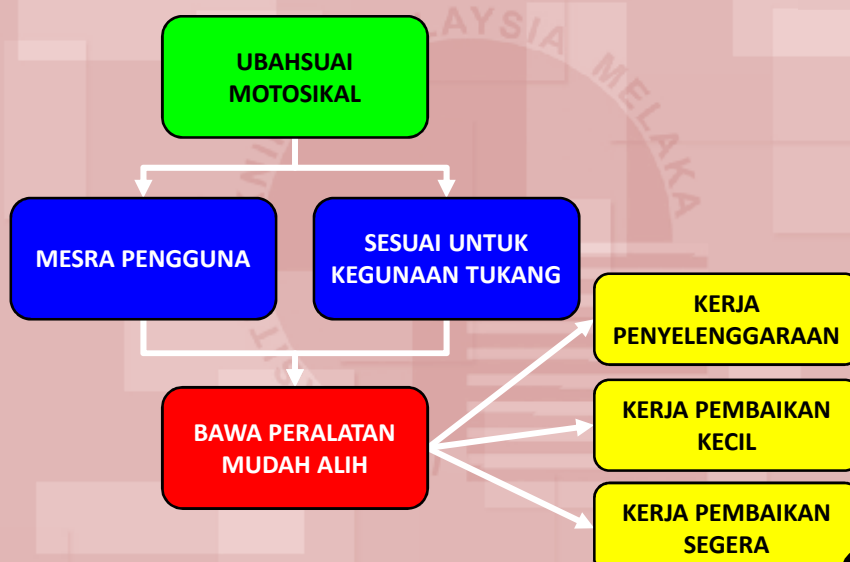 UBAHSUAI
MOTOSIKAL
MESRA PENGGUNA
SESUAI UNTUK
KEGUNAAN TUKANG
BAWA PERALATAN
MUDAH ALIH
KERJA
PENYELENGGARAAN
KERJA PEMBAIKAN
KECIL
KERJA PEMBAIKAN
SEGERA
MELAKA